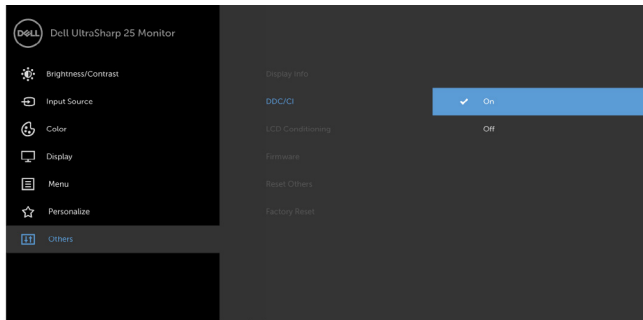 DELL Dell UltraSharp 25 Monitor
Brightness/Contrast
Input Source
Color
Display
Menu
Personalize
Others
Display Info
DDC/CI
LCD Conditioning
Firmware
Reset Others
Factory Reset
On
Off